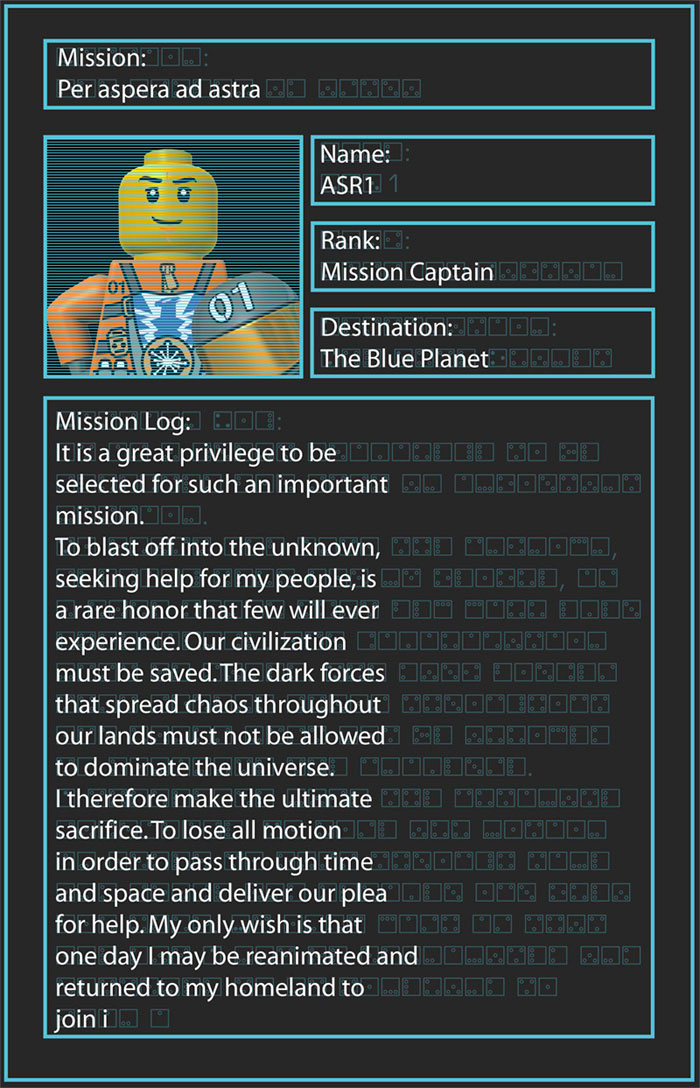 Mission:
Per aspera ad astra
Name:
ASR1
Rank:
Mission Captain
Destination:
The Blue Planet
01
Mission Log:
It is a great privilege to be
selected for such an important
mission.
To blast off into the unknown,
seeking help for my people, is
a rare honor that few will ever
experience. Our civilization
must be saved. The dark forces
that spread chaos throughout
our lands must not be allowed
to dominate the universe.
I therefore make the ultimate
sacrifice. To lose all motion
in order to pass through time
and space and deliver our plea
for help. My only wish is that
one day I may be reanimated and
returned to my homeland to
join i